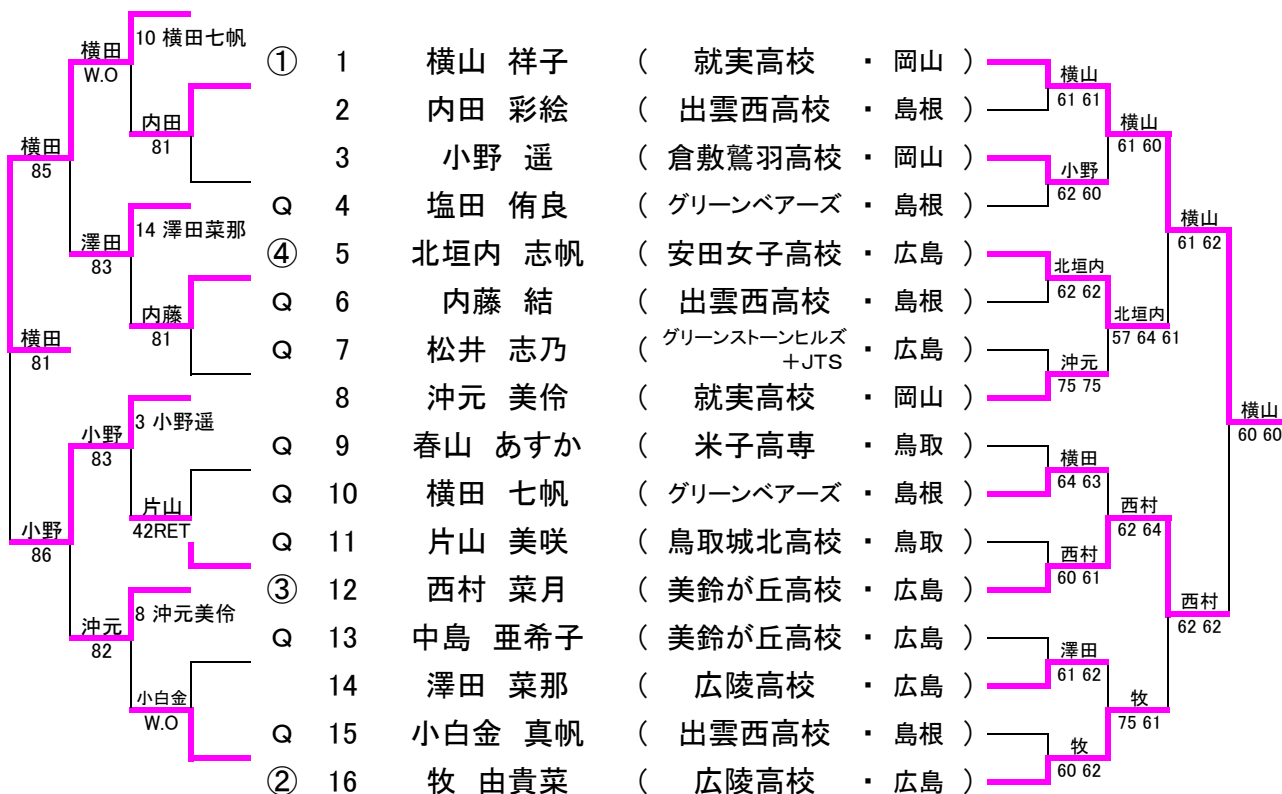 ① 1 横山 祥子 ( 就実高校 ・ 岡山 )
2 内田 彩絵 ( 出雲西高校 ・ 島根 )
3 小野 遥 ( 倉敷鷲羽高校 ・ 岡山 )
Q 4 塩田 侑良 ( グリーンベアーズ ・ 島根 )
④ 5 北垣内 志帆 ( 安田女子高校 ・ 広島 )
Q 6 内藤 結 ( 出雲西高校 ・ 島根 )
Q 7 松井 志乃 ( グリーンストーンヒルズ
+JTS ・ 広島 )
8 沖元 美伶 ( 就実高校 ・ 岡山 )
Q 9 春山 あすか ( 米子高専 ・ 鳥取 )
Q 10 横田 七帆 ( グリーンベアーズ ・ 島根 )
Q 11 片山 美咲 (鳥取城北高校 ・ 鳥取 )
③ 12 西村 菜月 ( 美鈴が丘高校 ・ 広島 )
Q 13 中島 亜希子 ( 美鈴が丘高校 ・ 広島 )
14 澤田 菜那 ( 広陵高校 ・ 広島 )
Q 15 小白金 真帆 ( 出雲西高校 ・ 島根 )
② 16 牧 由貴菜 ( 広陵高校 ・ 広島 )
10 横田七帆
横田
W.O
内田
81
横田
85
14 澤田菜那
澤田
83
内藤
81
横田
81
3 小野遥
小野
83
片山
42RET
小野
86
8 沖元美伶
沖元
82
小白金
W.O
横山
61 61
小野
62 60
北垣内
62 62
沖元
75 75
横田
64 63
西村
60 61
澤田
61 62
牧
60 62
横山
61 60
北垣内
57 64 61
西村
62 64
牧
75 61
横山
61 62
西村
62 62
横山
60 60